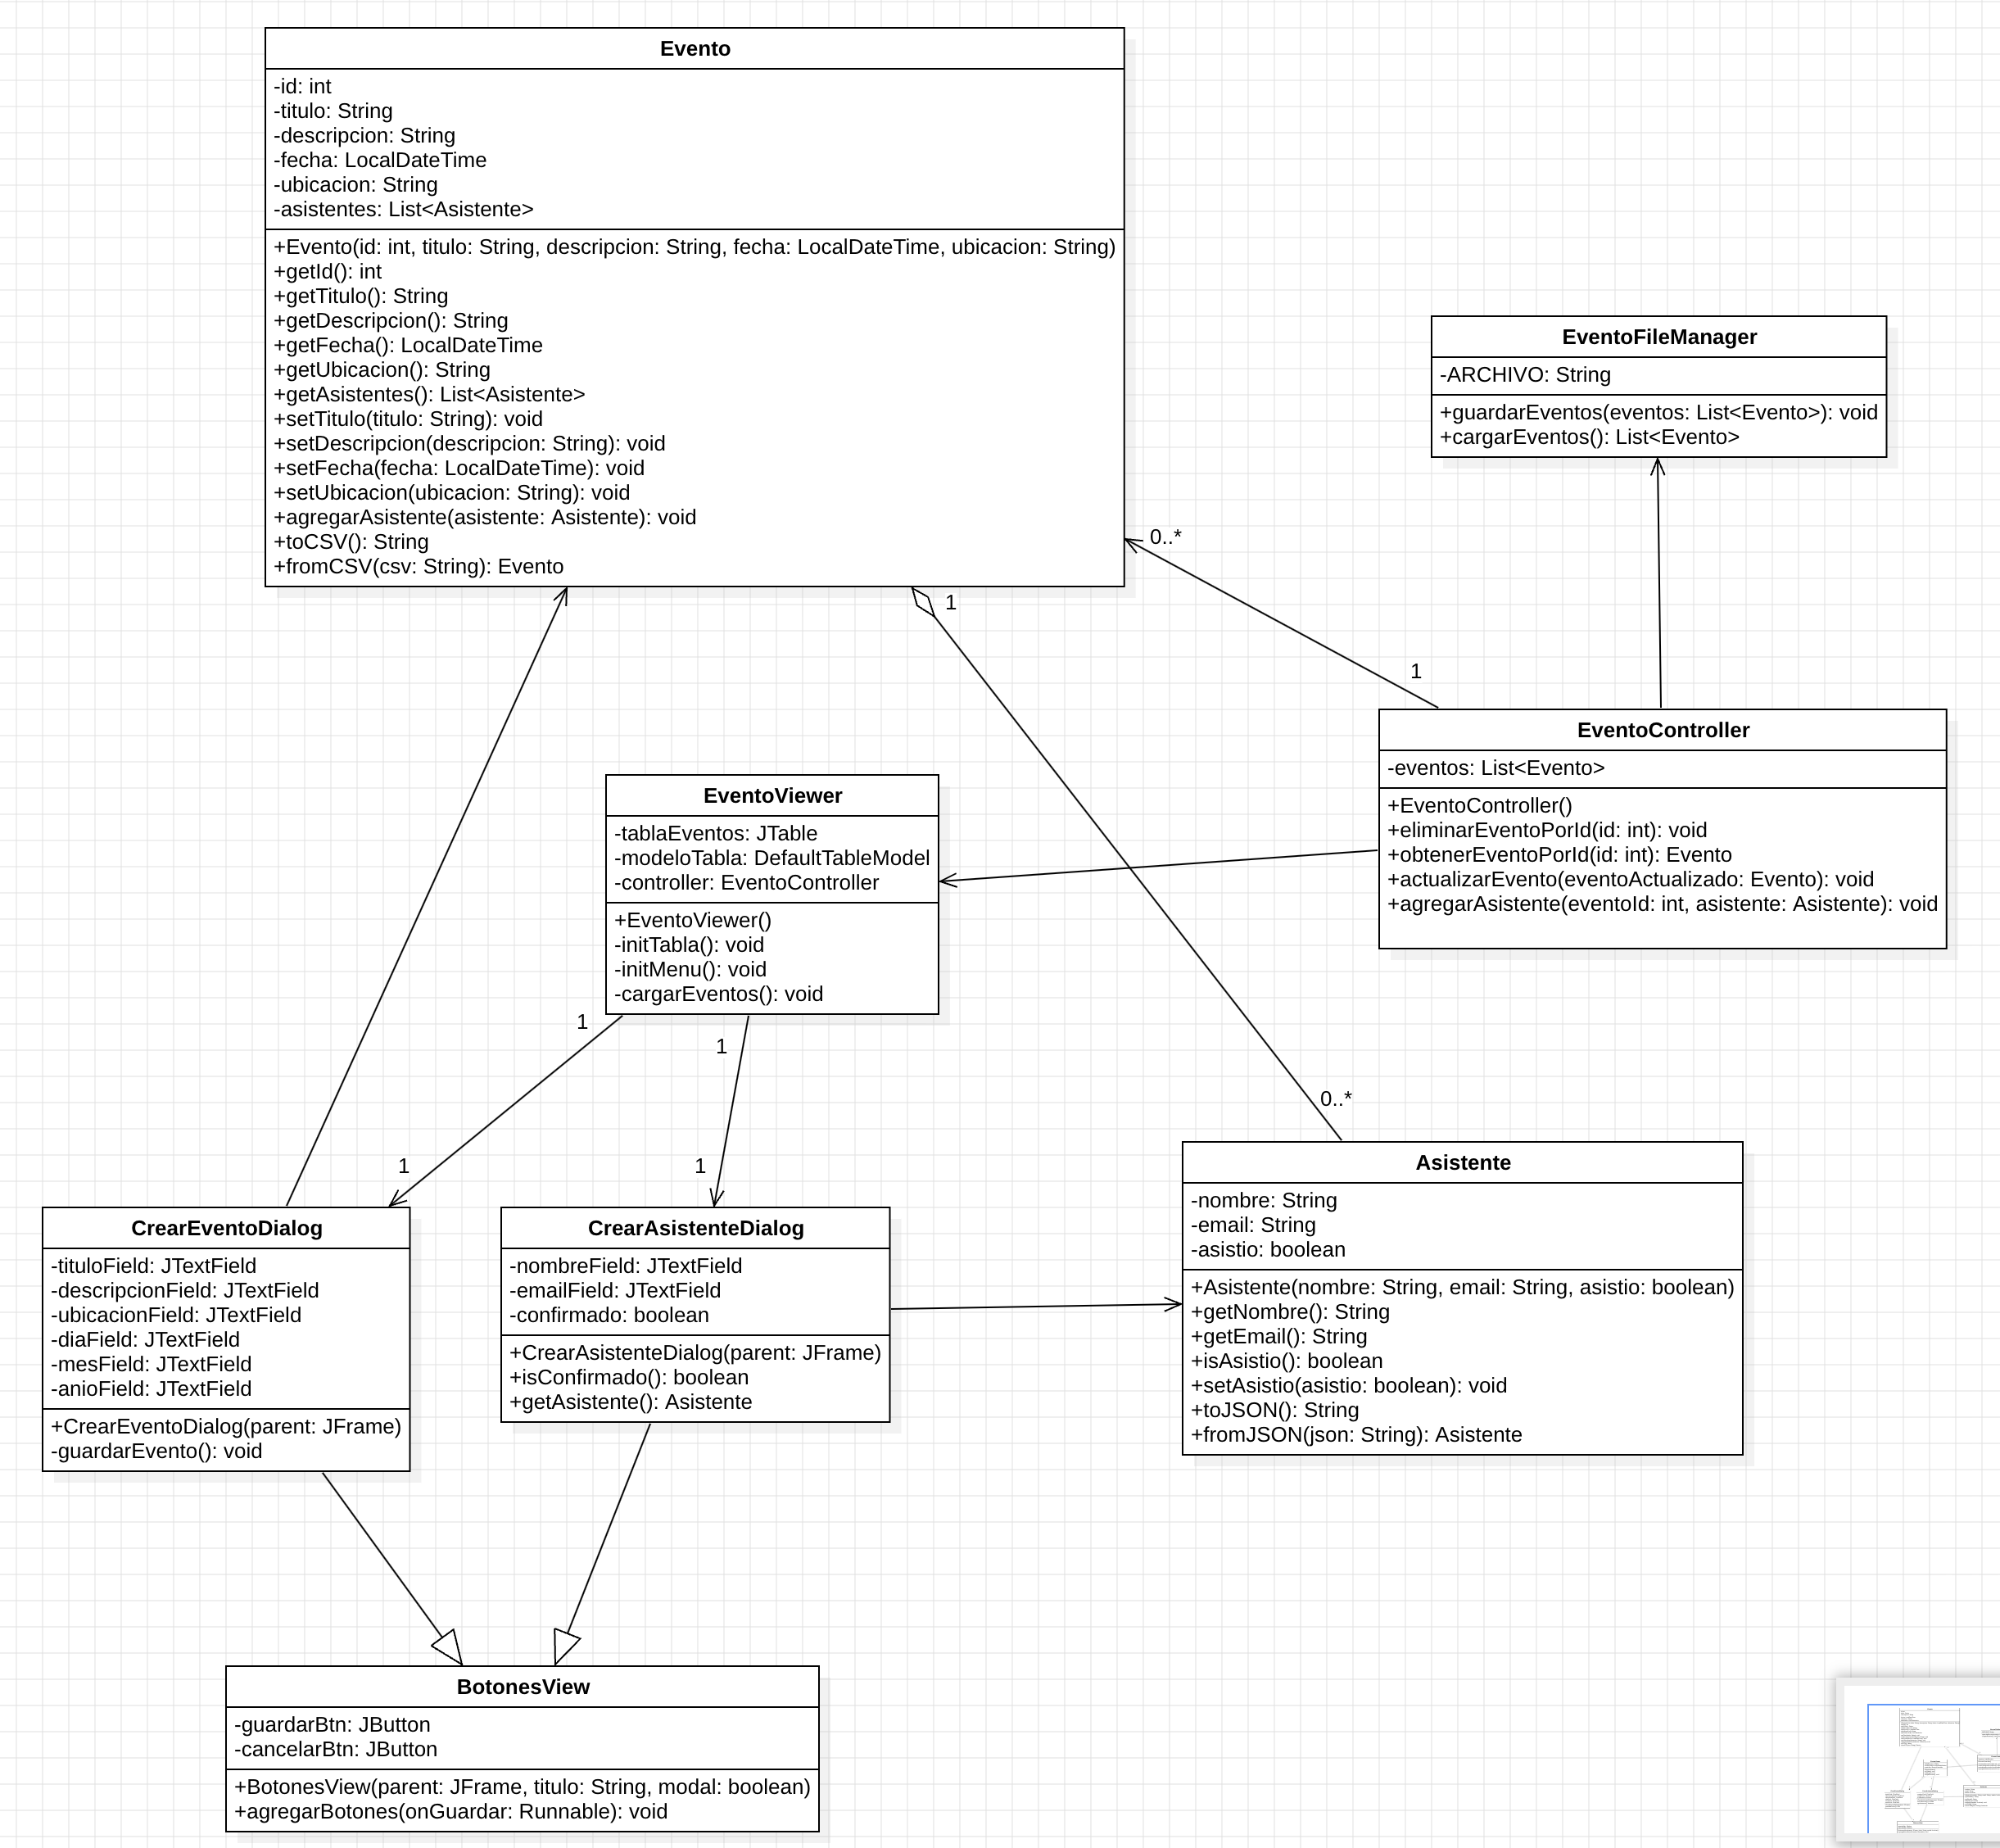 Evento
-id: int
-titulo: String
-descripcion: String
-fecha: LocalDateTime
-ubicacion: String
-asistentes: List<Asistente>
+Evento(id: int, titulo: String, descripcion: String, fecha: LocalDateTime, ubicacion: String)
+getId(): int
+getTitulo(): String
+getDescripcion(): String
+getFecha(): LocalDateTime
+getUbicacion(): String
+getAsistentes(): List<Asistente>
+setTitulo(titulo: String): void
+setDescripcion(descripcion: String): void
+setFecha(fecha: LocalDateTime): void
+setUbicacion(ubicacion: String): void
+agregarAsistente(asistente: Asistente): void
+toCSV(): String
+fromCSV(csv: String): Evento
EventoFileManager
-ARCHIVO: String
+guardarEventos(eventos: List<Evento>): void
+cargarEventos(): List<Evento>
0..*
1
1
EventoController
-eventos: List<Evento>
+EventoController()
+eliminarEventoPorId(id: int): void
+obtenerEventoPorId(id: int): Evento
+actualizarEvento(eventoActualizado: Evento): void
+agregarAsistente(eventoId: int, asistente: Asistente): void
EventoViewer
-tablaEventos: JTable
-modeloTabla: DefaultTableModel
-controller: EventoController
+EventoViewer()
-initTabla(): void
-initMenu(): void
-cargarEventos(): void
1
1
0..*
1
1
CrearEventoDialog
-tituloField: JTextField
-descripcionField: JTextField
-ubicacionField: JTextField
-diaField: JTextField
-mesField: JTextField
-anioField: JTextField
+CrearEventoDialog(parent: JFrame)
-guardarEvento(): void
CrearAsistenteDialog
-nombreField: JTextField
-emailField: JTextField
-confirmado: boolean
+CrearAsistenteDialog(parent: JFrame)
+isConfirmado(): boolean
+getAsistente(): Asistente
Asistente
-nombre: String
-email: String
-asistio: boolean
+Asistente(nombre: String, email: String, asistio: boolean)
+getNombre(): String
+getEmail(): String
+isAsistio(): boolean
+setAsistio(asistio: boolean): void
+toJSON(): String
+fromJSON(json: String): Asistente
BotonesView
-guardarBtn: JButton
-cancelarBtn: JButton
+BotonesView(parent: JFrame, titulo: String, modal: boolean)
+agregarBotones(onGuardar: Runnable): void